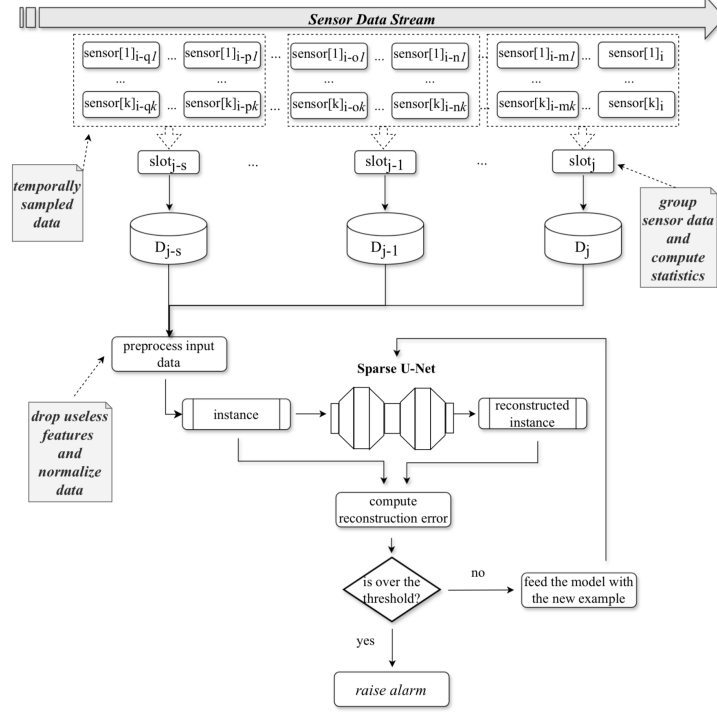 Sensor Data Stream
sensor[1]i-q1 ... sensor[1]i-p1 ... sensor[1]i-o1 ... sensor[1]i-n1 ... sensor[1]i-m1 ... sensor[1]i
... ... ... ... ... ...
sensor[k]i-qk ... sensor[k]i-pk ... sensor[k]i-ok ... sensor[k]i-nk ... sensor[k]i-mk ... sensor[k]i
slotj-s ... slotj-1 ... slotj
temporally
sampled
data
group
sensor data
and
compute
statistics
Dj-s Dj-1 Dj
preprocess input
data
Sparse U-Net
drop useless
features
and
normalize
data
instance
reconstructed
instance
compute
reconstruction error
is over the
threshold?
no
feed the model with
the new example
yes
raise alarm